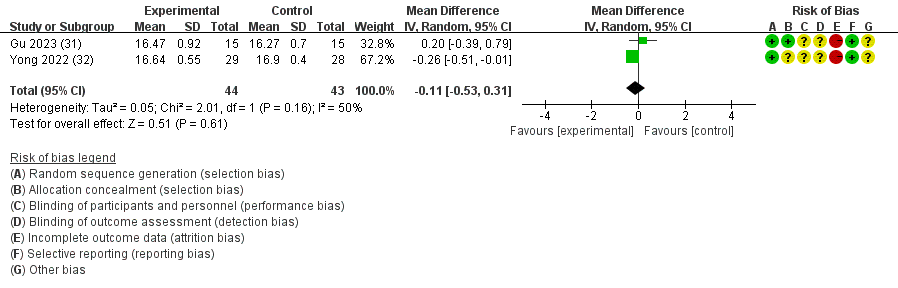 Experimental Control Mean Difference Mean Difference Risk of Bias
Study or Subgroup Mean SD Total Mean SD Total Weight IV, Random, 95% CI IV, Random, 95% CI A B C D E F G
Gu 2023 (31) 16.47 0.92 15 16.27 0.7 15 32.8% 0.20 [-0.39, 0.79] + + ? ? - + ?
Yong 2022 (32) 16.64 0.55 29 16.9 0.4 28 67.2% -0.26 [-0.51, -0.01] + ? ? ? - + ?
Total (95% CI) 44 43 100.0% -0.11 [-0.53, 0.31]
Heterogeneity: Tau² = 0.05; Chi² = 2.01, df = 1 (P = 0.16); I² = 50%
Test for overall effect: Z = 0.51 (P = 0.61)
-4 -2 0 2 4
Favours [experimental] Favours [control]
Risk of bias legend
(A) Random sequence generation (selection bias)
(B) Allocation concealment (selection bias)
(C) Blinding of participants and personnel (performance bias)
(D) Blinding of outcome assessment (detection bias)
(E) Incomplete outcome data (attrition bias)
(F) Selective reporting (reporting bias)
(G) Other bias